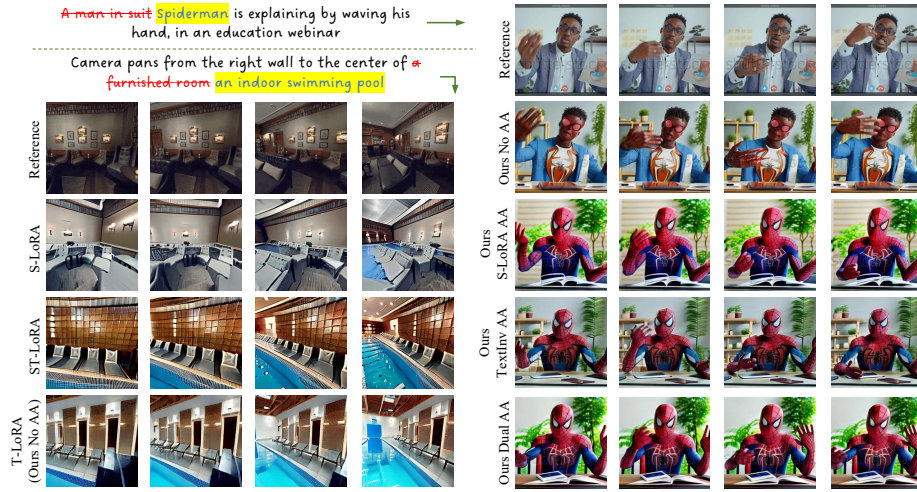 A man in suit Spiderman is explaining by waving his
hand, in an education webinar
Camera pans from the right wall to the center of a
furnished room an indoor swimming pool
Reference
S-LoRA
ST-LoRA
T-LoRA
(Ours No AA)
Reference
Ours No AA
Ours
S-LoRA AA
Ours
TextInv AA
Ours Dual AA